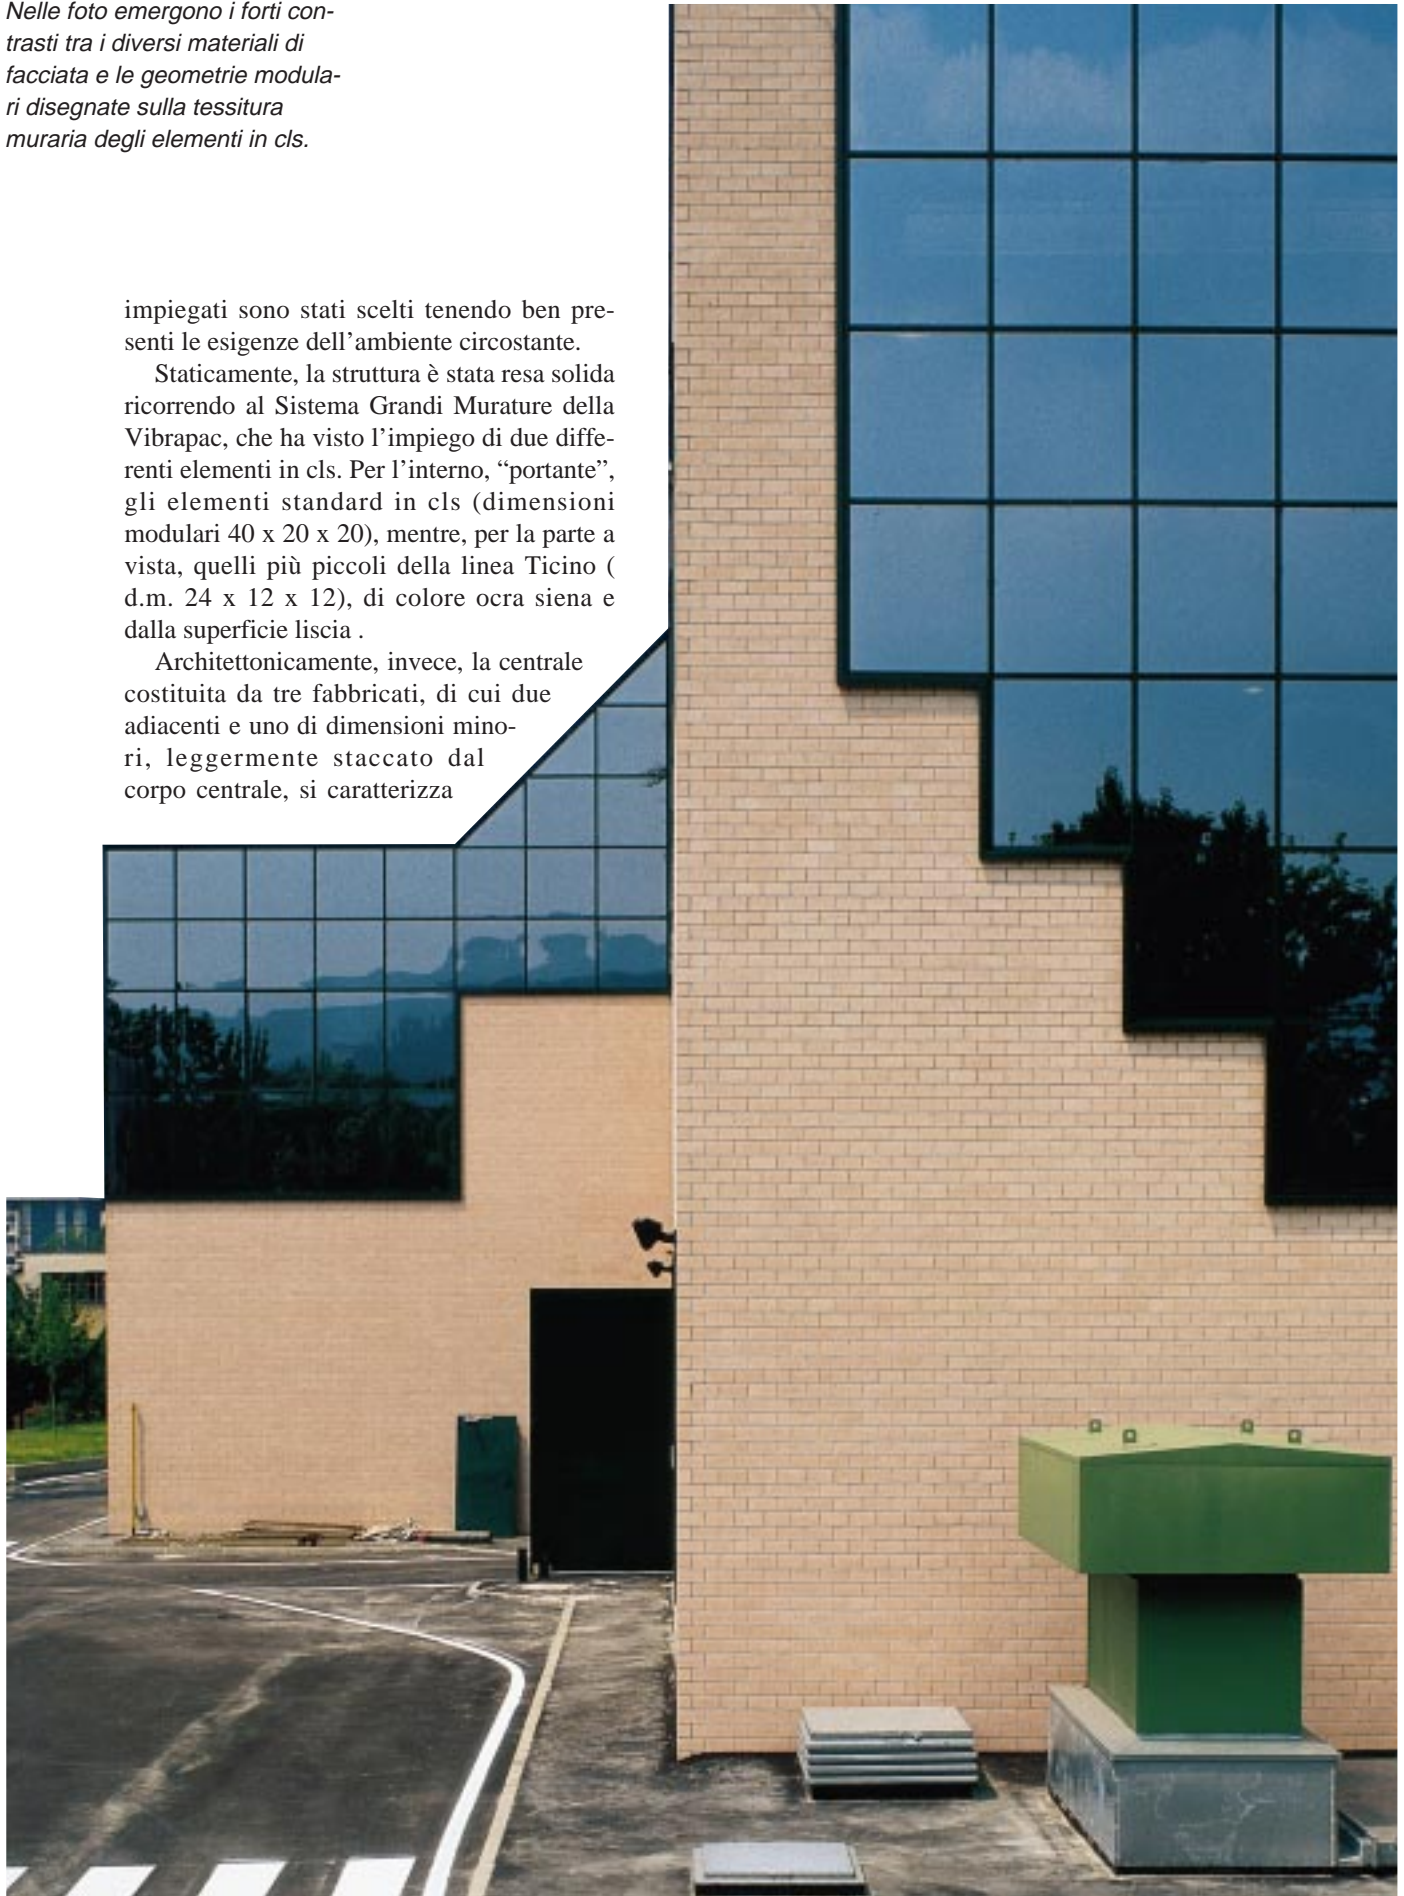 Nelle foto emergono i forti con-
trasti tra i diversi materiali di
facciata e le geometrie modula-
ri disegnate sulla tessitura
muraria degli elementi in cls.
impiegati sono stati scelti tenendo ben pre-
senti le esigenze dell’ambiente circostante.
Staticamente, la struttura è stata resa solida
ricorrendo al Sistema Grandi Murature della
Vibrapac, che ha visto l’impiego di due diffe-
renti elementi in cls. Per l’interno, “portante”,
gli elementi standard in cls (dimensioni
modulari 40 x 20 x 20), mentre, per la parte a
vista, quelli più piccoli della linea Ticino (
d.m. 24 x 12 x 12), di colore ocra siena e
dalla superficie liscia .
Architettonicamente, invece, la centrale
costituita da tre fabbricati, di cui due
adiacenti e uno di dimensioni mino-
ri, leggermente staccato dal
corpo centrale, si caratterizza